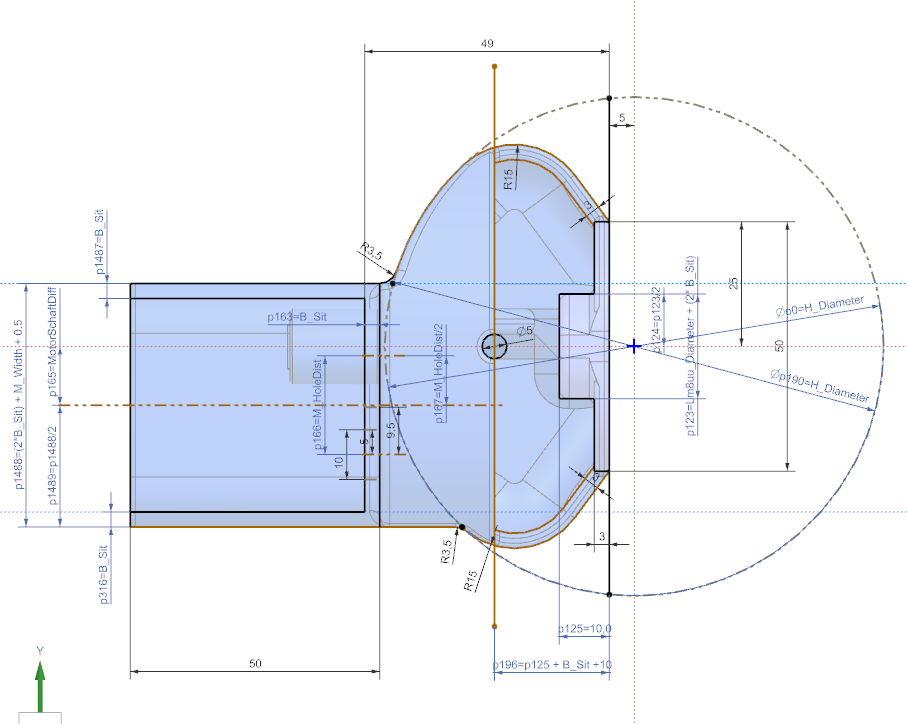 49
5
R15
3
R3,5
p1487=B_Sit
p163=B_Sit
Ø5
25
50
p124=p123/2
p123=Lm8uu_Diameter + (2* B_Sit)
Øp0=H_Diameter
Øp190=H_Diameter
p1488=(2*B_Sit) + M_Width + 0.5
p165=MotorSchaftDiff
p1489=p1488/2
p166=M_HoleDist
p167=M_HoleDist/2
9,5
10
R3,5
R15
3
p316=B_Sit
p125=10,0
50
p196=p125 + B_Sit +10
Y